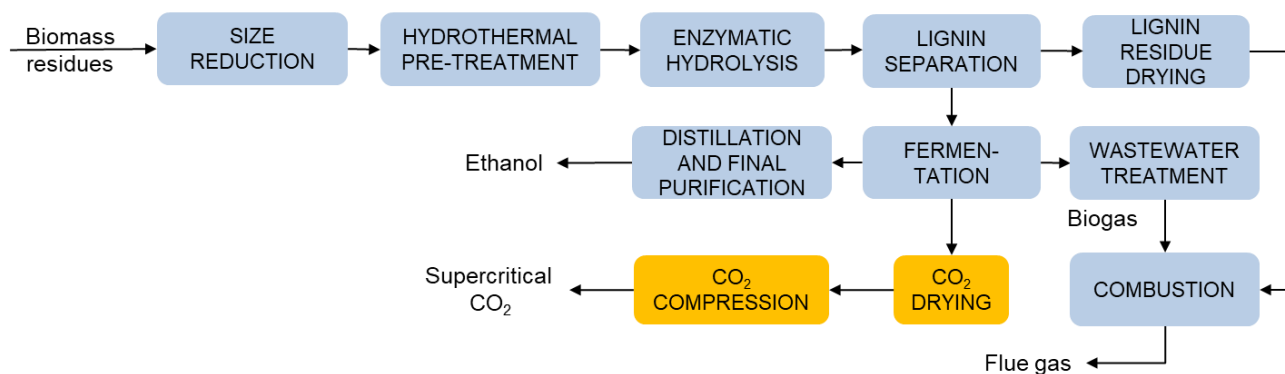 Biomass
residues
SIZE
REDUCTION
HYDROTHERMAL
PRE-TREATMENT
ENZYMATIC
HYDROLYSIS
LIGNIN
SEPARATION
LIGNIN
RESIDUE
DRYING
Ethanol
DISTILLATION
AND FINAL
PURIFICATION
FERMEN-
TATION
WASTEWATER
TREATMENT
Biogas
Supercritical
CO₂
CO₂
COMPRESSION
CO₂
DRYING
COMBUSTION
Flue gas